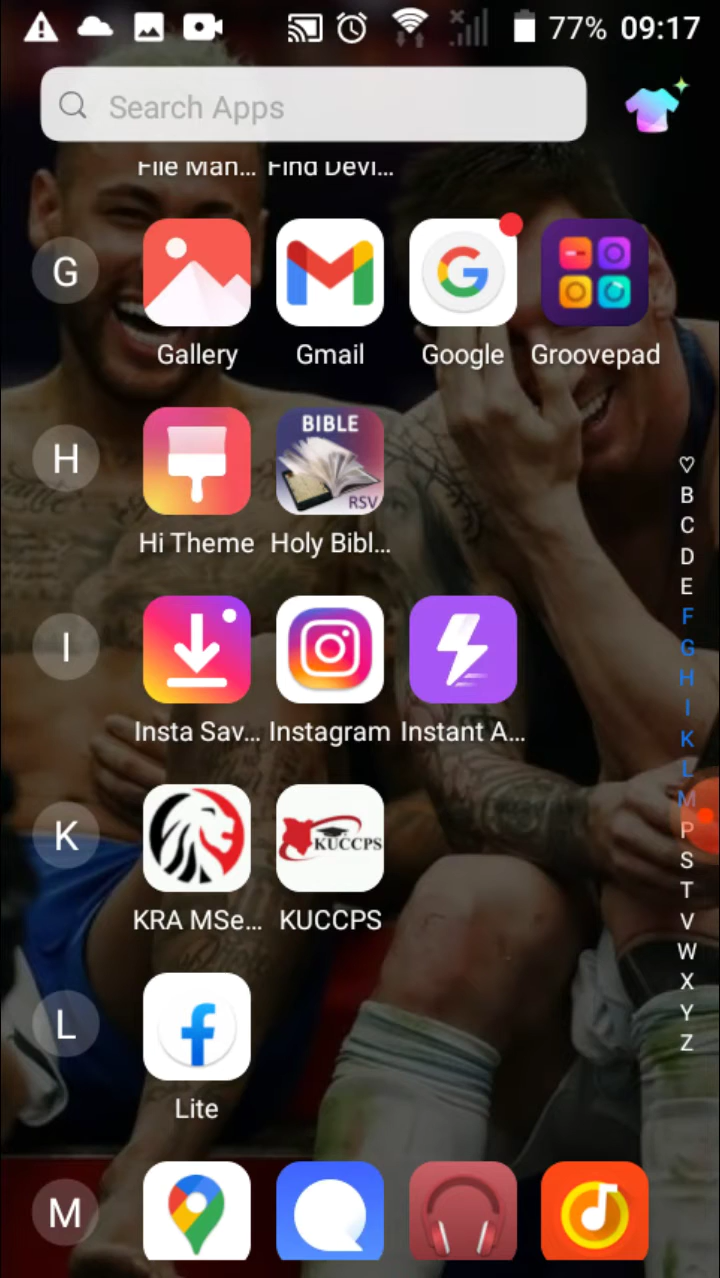 77% 09:17
Search Apps
File Man... Find Devi...
G
Gallery Gmail Google Groovepad
H
BIBLE
RSV
Hi Theme Holy Bibl...
I
Insta Sav... Instagram Instant A...
K
KUCCPS
KRA MSe... KUCCPS
L
Lite
M
B
C
D
E
F
G
H
I
K
L
M
P
S
T
V
W
X
Y
Z